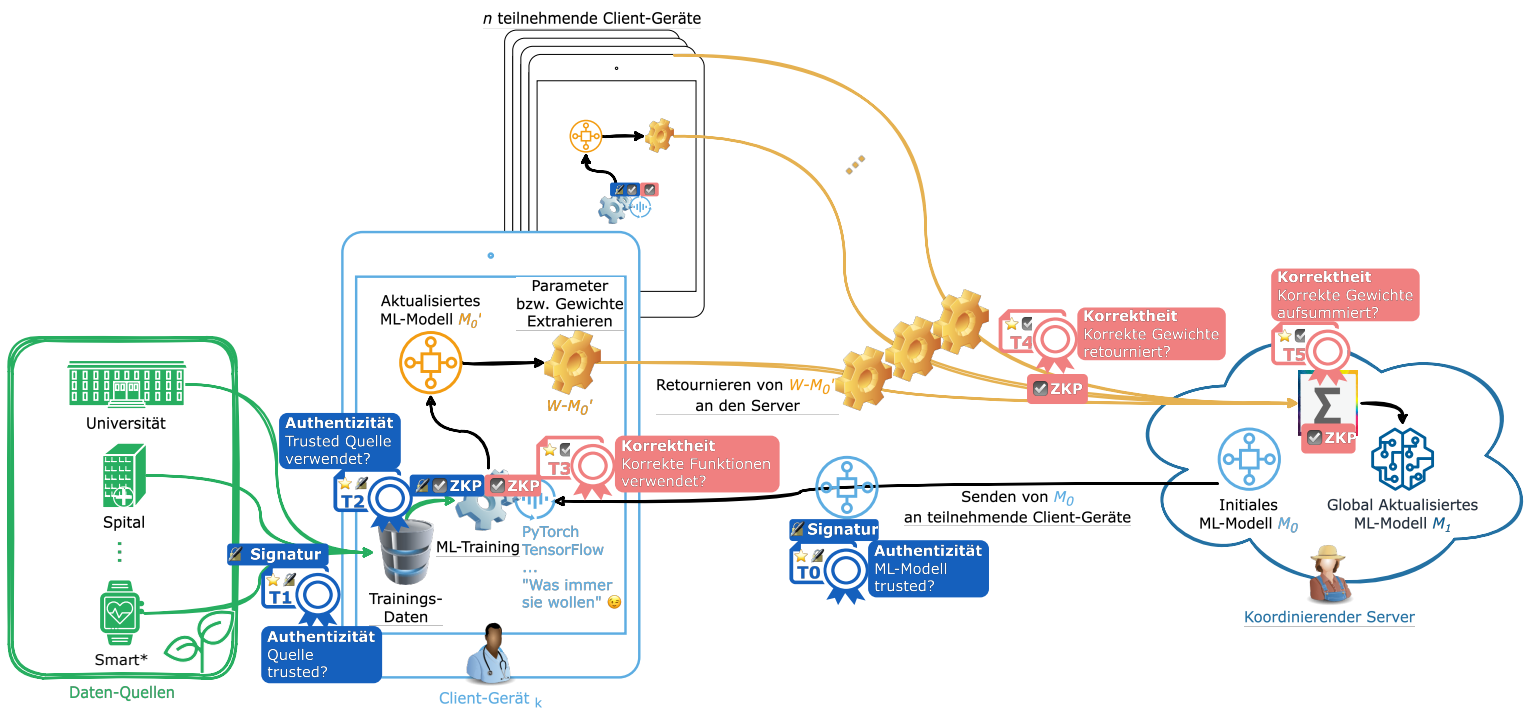 n teilnehmende Client-Geräte
Parameter
bzw. Gewichte
Extrahieren
Aktualisiertes
ML-Modell M0'
W-M0'
Retournieren von W-M0'
an den Server
T4
Korrektheit
Korrekte Gewichte
retourniert?
ZKP
Korrektheit
Korrekte Gewichte
aufsummiert?
T5
Σ
ZKP
Universität
Spital
Smart*
Daten-Quellen
Signatur
T1
Authentizität
Quelle
trusted?
Authentizität
Trusted Quelle
verwendet?
T2
ZKP
ZKP
T3
Korrektheit
Korrekte Funktionen
verwendet?
ML-Training
PyTorch
TensorFlow
...
"Was immer
sie wollen" 😉
Trainings-
Daten
Client-Gerät k
Senden von M0
an teilnehmende Client-Geräte
Signatur
T0
Authentizität
ML-Modell
trusted?
Initiales
ML-Modell M0
Global Aktualisiertes
ML-Modell M1
Koordinierender Server